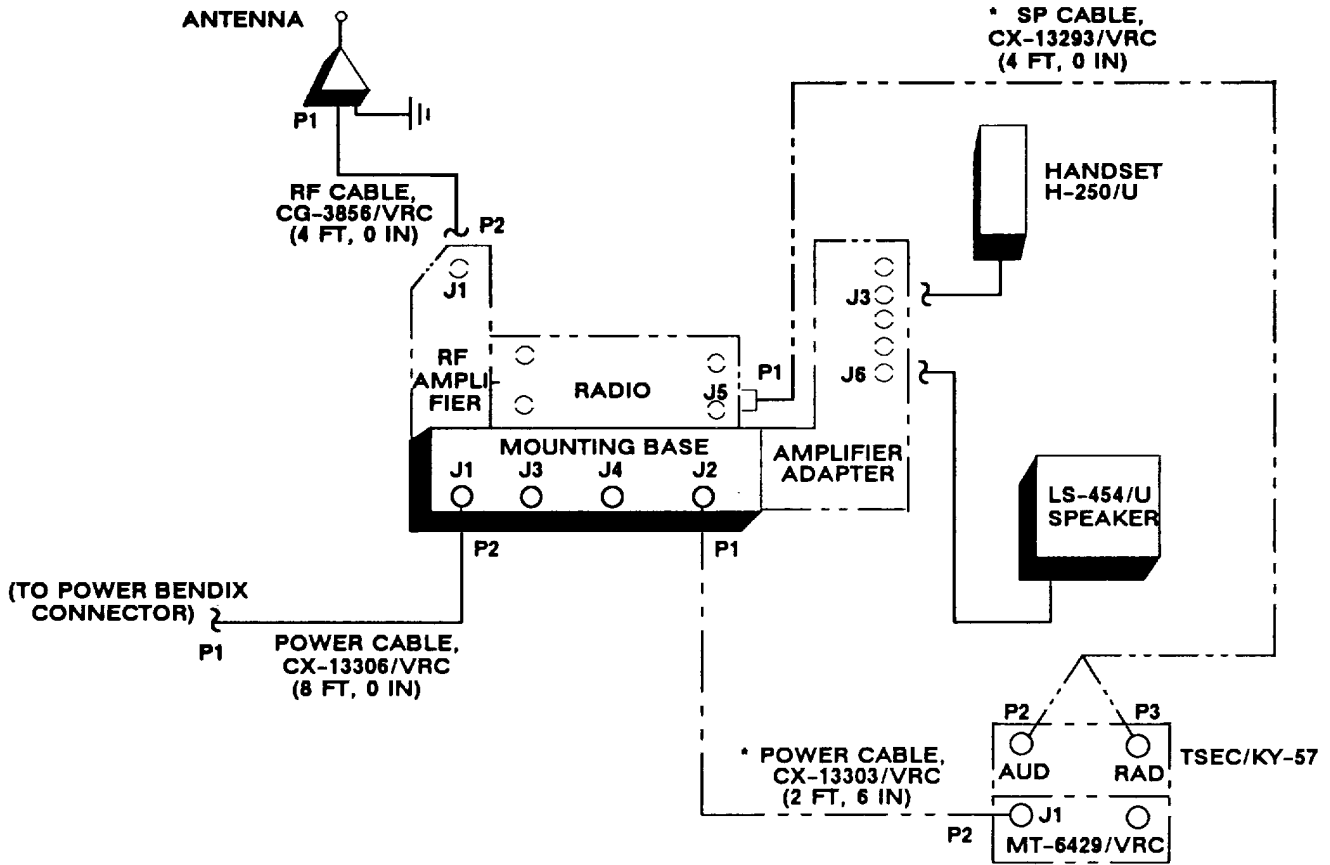 ANTENNA
* SP CABLE,
CX-13293/VRC
(4 FT, 0 IN)
P1
HANDSET
H-250/U
RF CABLE,
CG-3856/VRC
(4 FT, 0 IN)
P2
J1
J3
RF
AMPLI-
FIER
RADIO
J5
P1
J6
MOUNTING BASE
J1
J3
J4
J2
AMPLIFIER
ADAPTER
LS-454/U
SPEAKER
P2
P1
(TO POWER BENDIX
CONNECTOR)
P1
POWER CABLE,
CX-13306/VRC
(8 FT, 0 IN)
P2
P3
AUD
RAD
TSEC/KY-57
* POWER CABLE,
CX-13303/VRC
(2 FT, 6 IN)
P2
J1
MT-6429/VRC